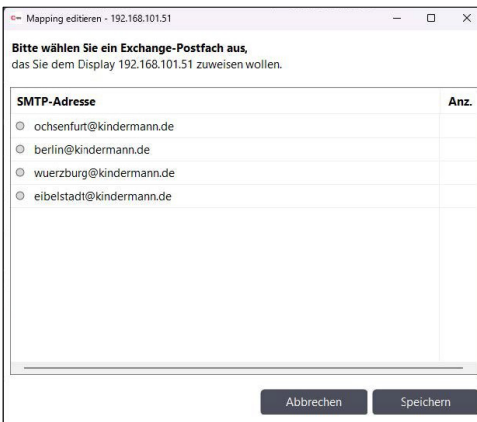 Mapping editieren - 192.168.101.51
Bitte wählen Sie ein Exchange-Postfach aus,
das Sie dem Display 192.168.101.51 zuweisen wollen.
SMTP-Adresse Anz.
ochsenfurt@kindermann.de
berlin@kindermann.de
wuerzburg@kindermann.de
eibelstadt@kindermann.de
Abbrechen Speichern